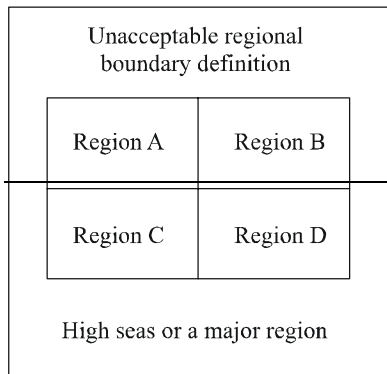 Unacceptable regional
boundary definition
Region A
Region B
Region C
Region D
High seas or a major region